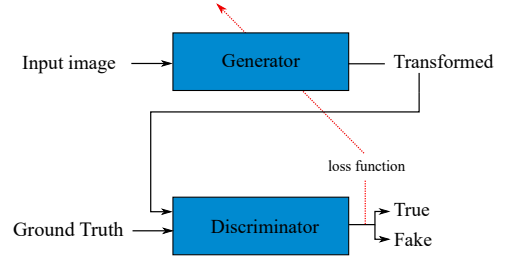 Input image
Generator
Transformed
loss function
Ground Truth
Discriminator
True
Fake